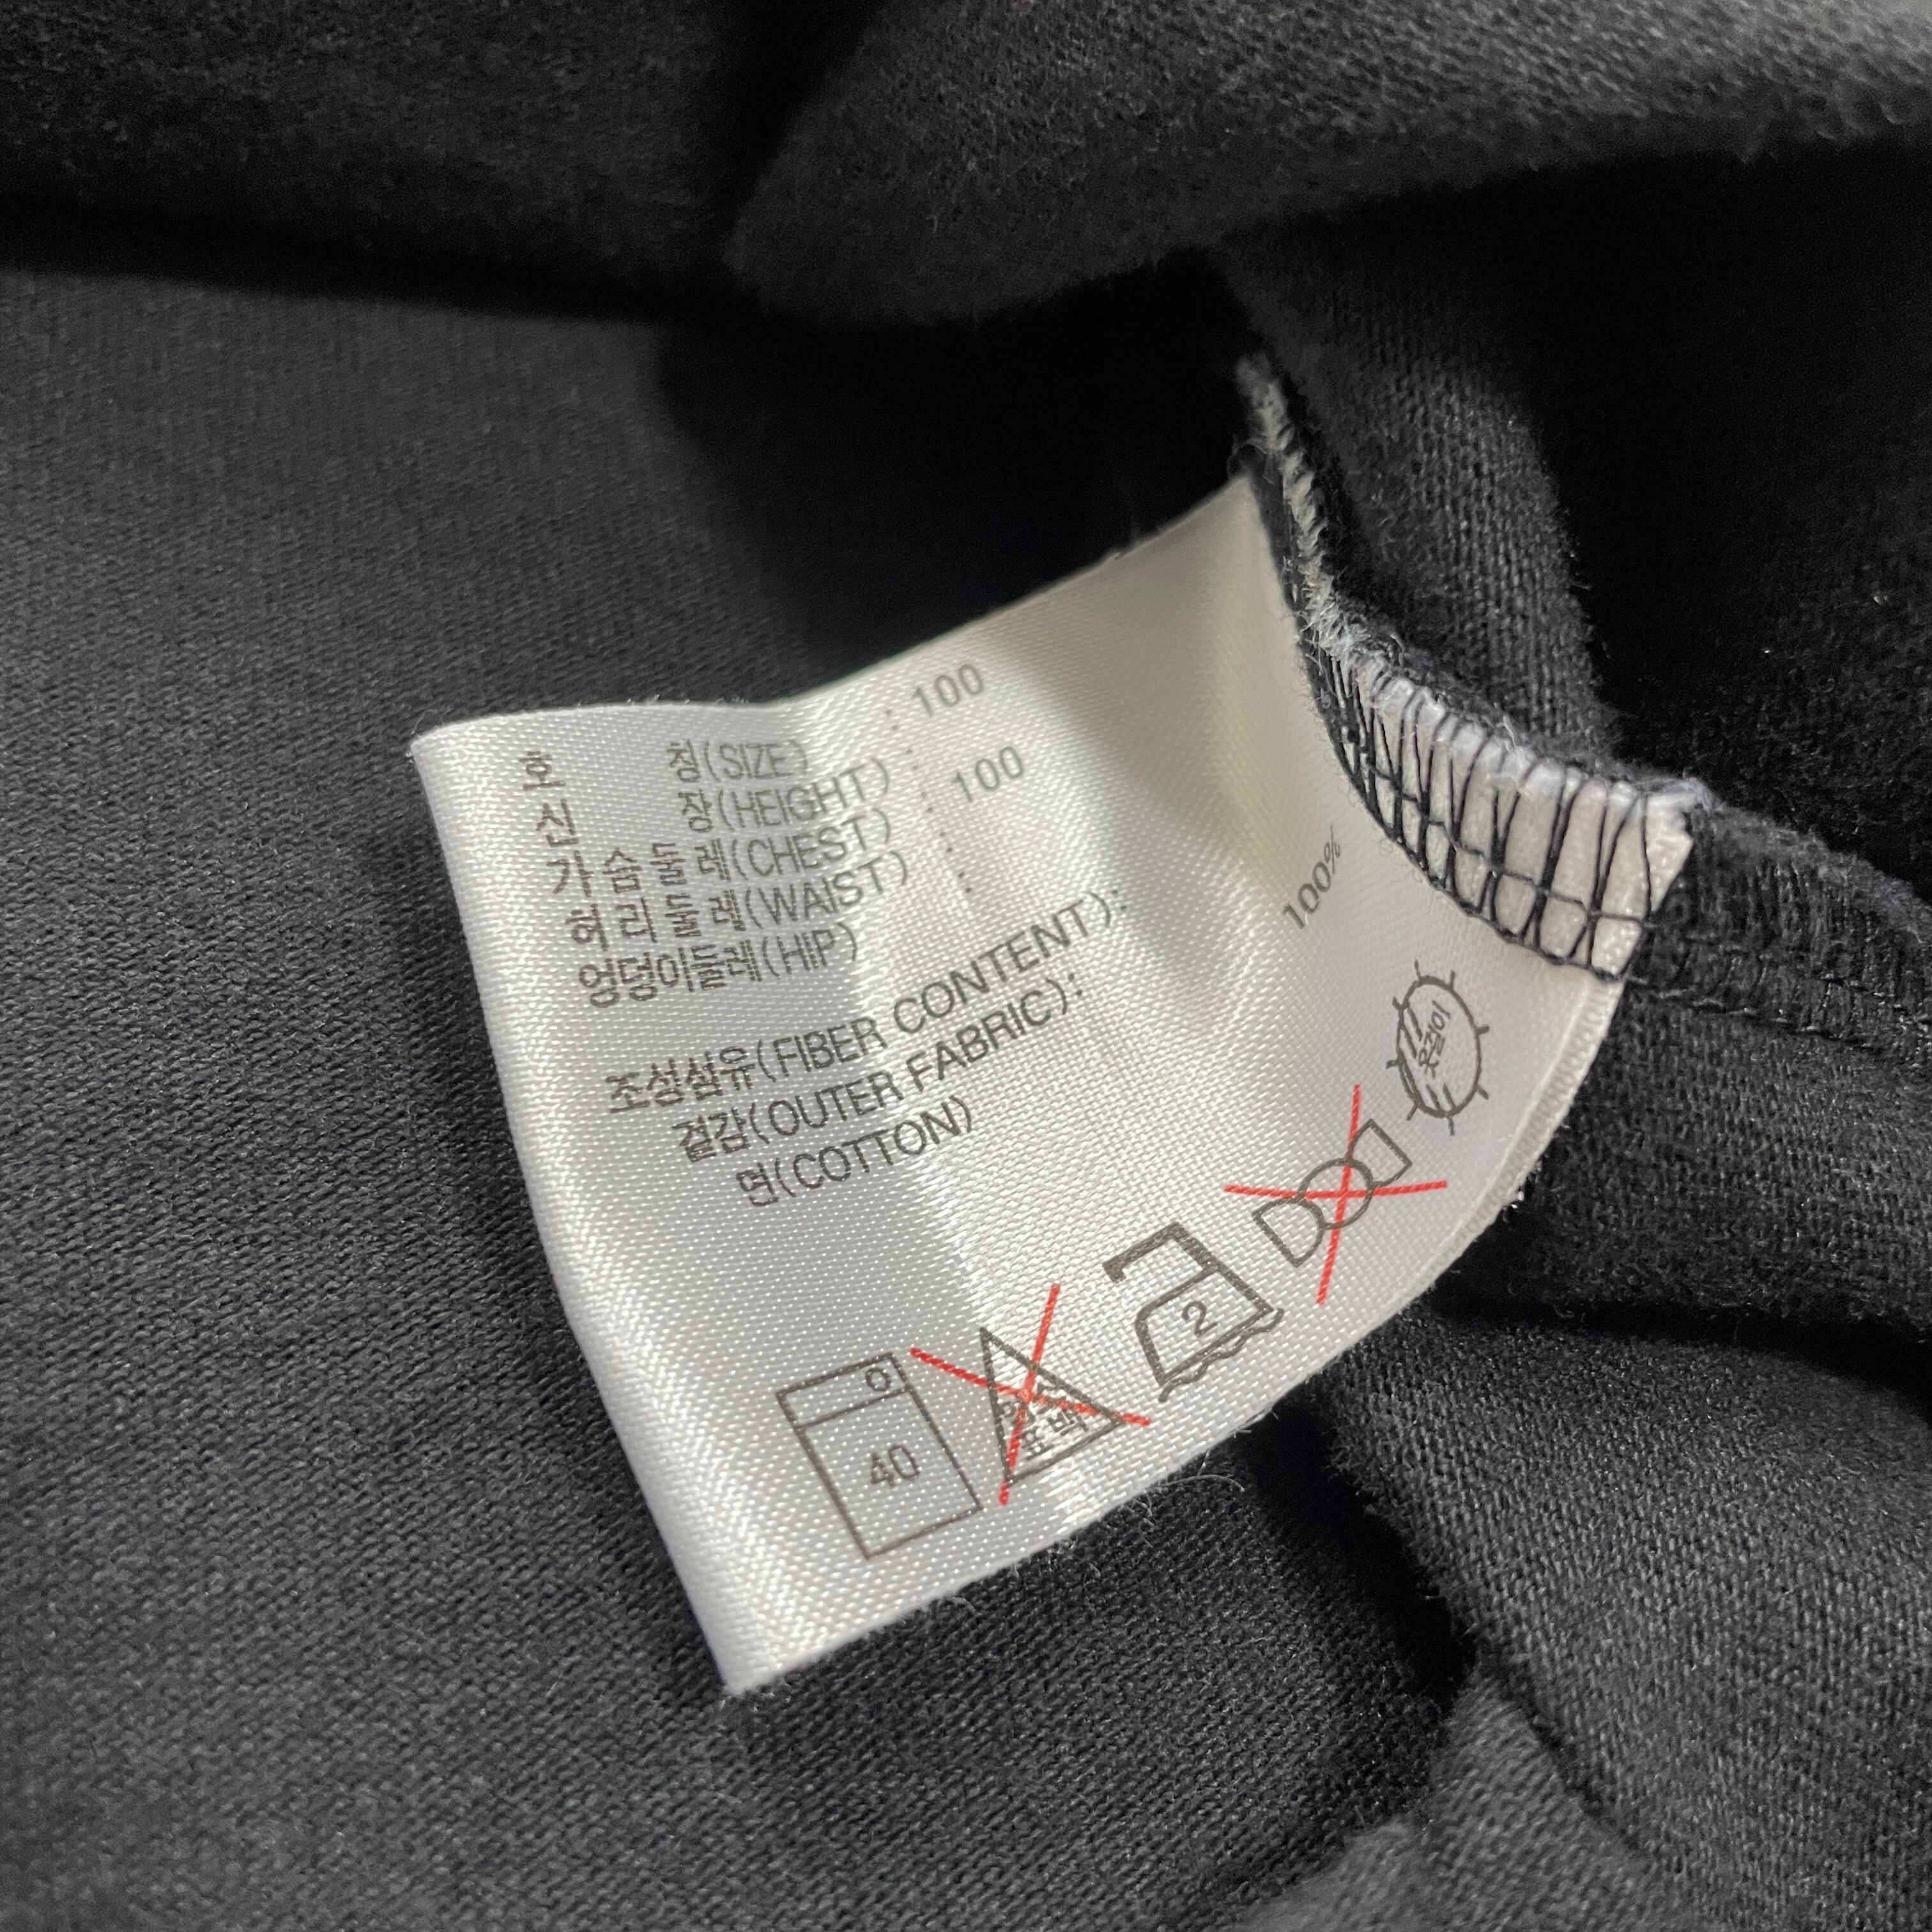 호 칭(SIZE) : 100
신 장(HEIGHT) :
가 슴 둘 레(CHEST) : 100
허 리 둘 레(WAIST) :
엉덩이둘레(HIP) :
조성섬유(FIBER CONTENT):
겉감(OUTER FABRIC):
면(COTTON) 100%
40
염소 표백
2
옷걸이